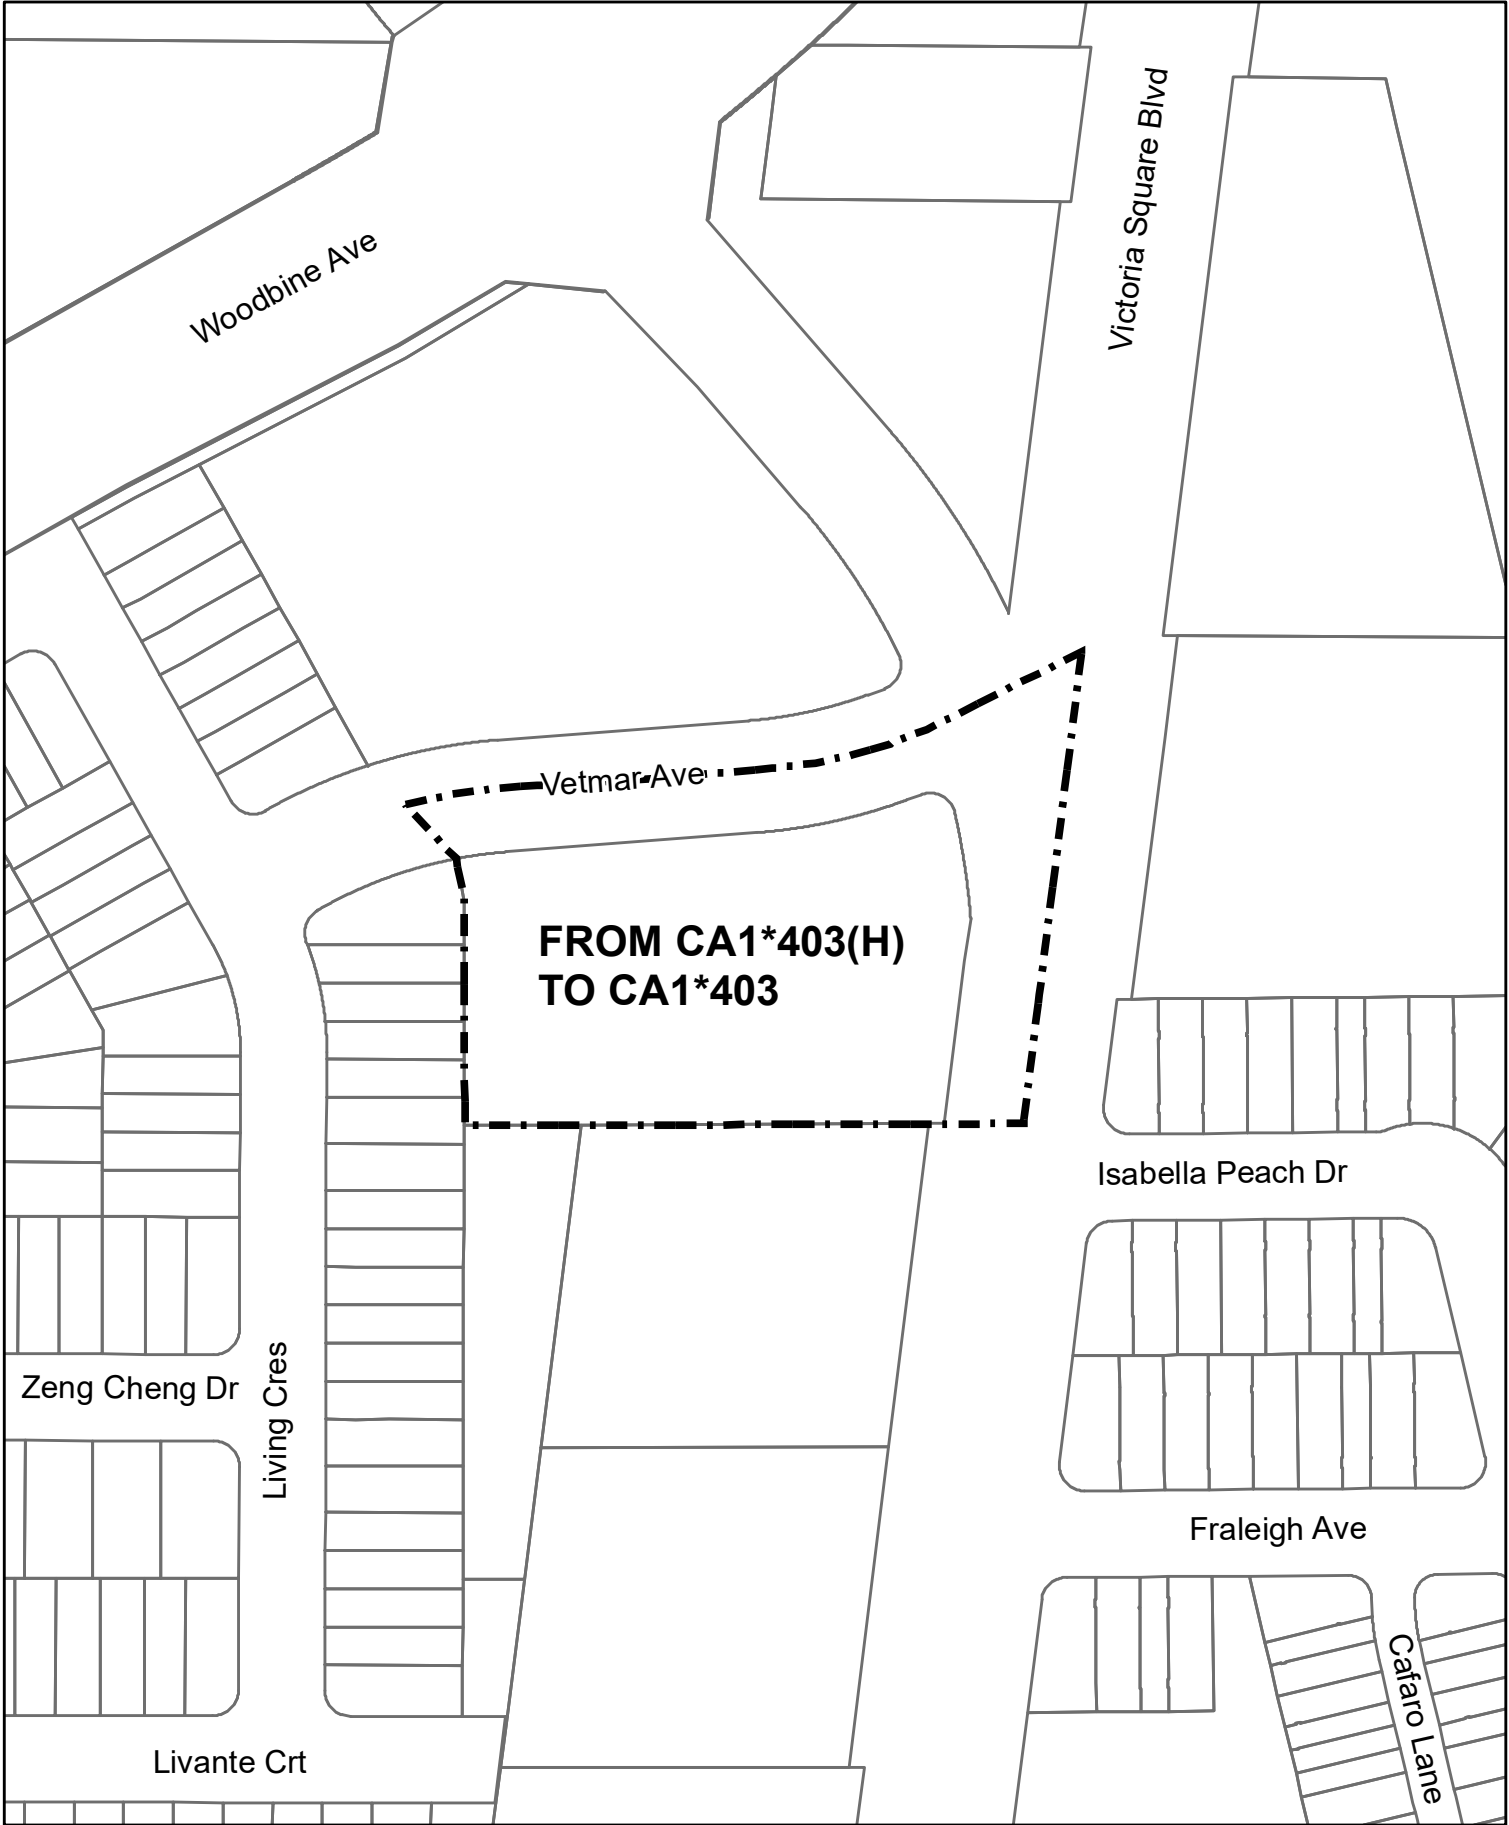 Victoria Square Blvd
Woodbine Ave
Vetmar Ave
FROM CA1*403(H)
TO CA1*403
Isabella Peach Dr
Zeng Cheng Dr
Living Cres
Fraleigh Ave
Cafaro Lane
Livante Crt